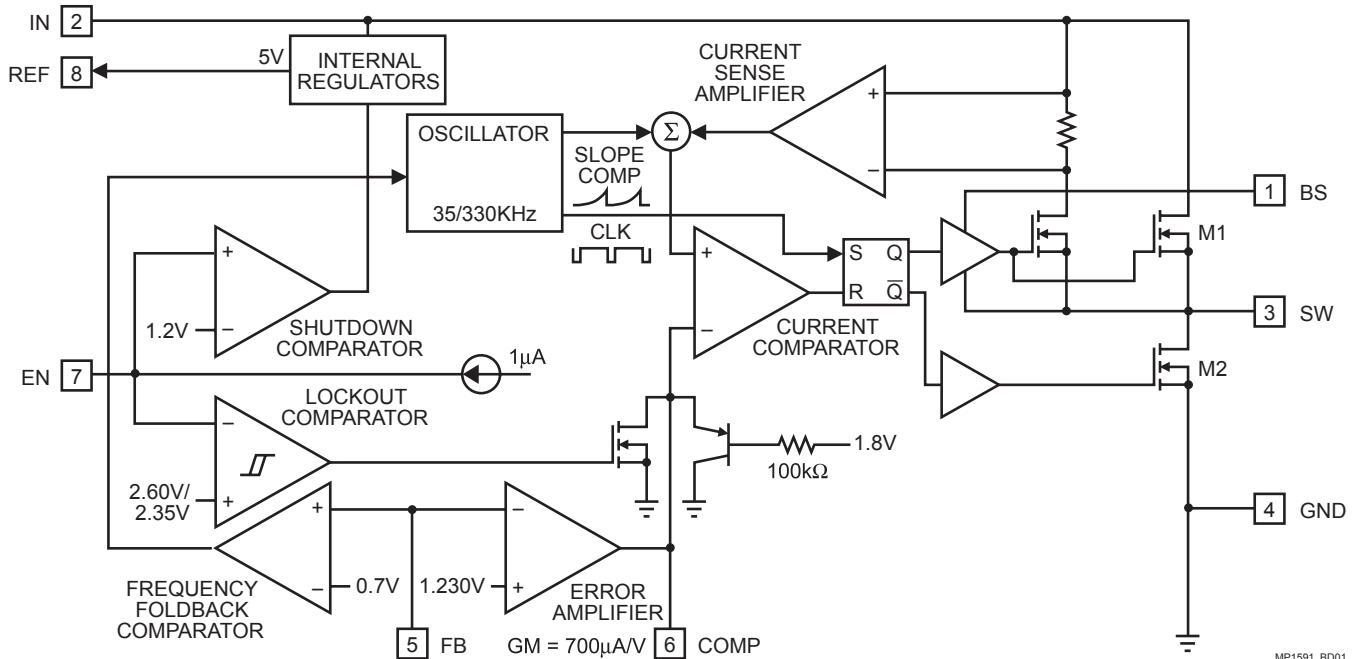 IN 2
REF 8
5V
INTERNAL
REGULATORS
CURRENT
SENSE
AMPLIFIER
+
−
OSCILLATOR
35/330KHz
Σ
SLOPE
COMP
CLK
1 BS
M1
+
−
1.2V
SHUTDOWN
COMPARATOR
+
−
CURRENT
COMPARATOR
S Q
R Q̅
3 SW
EN 7
1µA
M2
LOCKOUT
COMPARATOR
−
+
2.60V/
2.35V
1.8V
100kΩ
4 GND
+
−
0.7V
FREQUENCY
FOLDBACK
COMPARATOR
−
+
1.230V
ERROR
AMPLIFIER
5 FB
GM = 700µA/V
6 COMP
MP1591_BD01